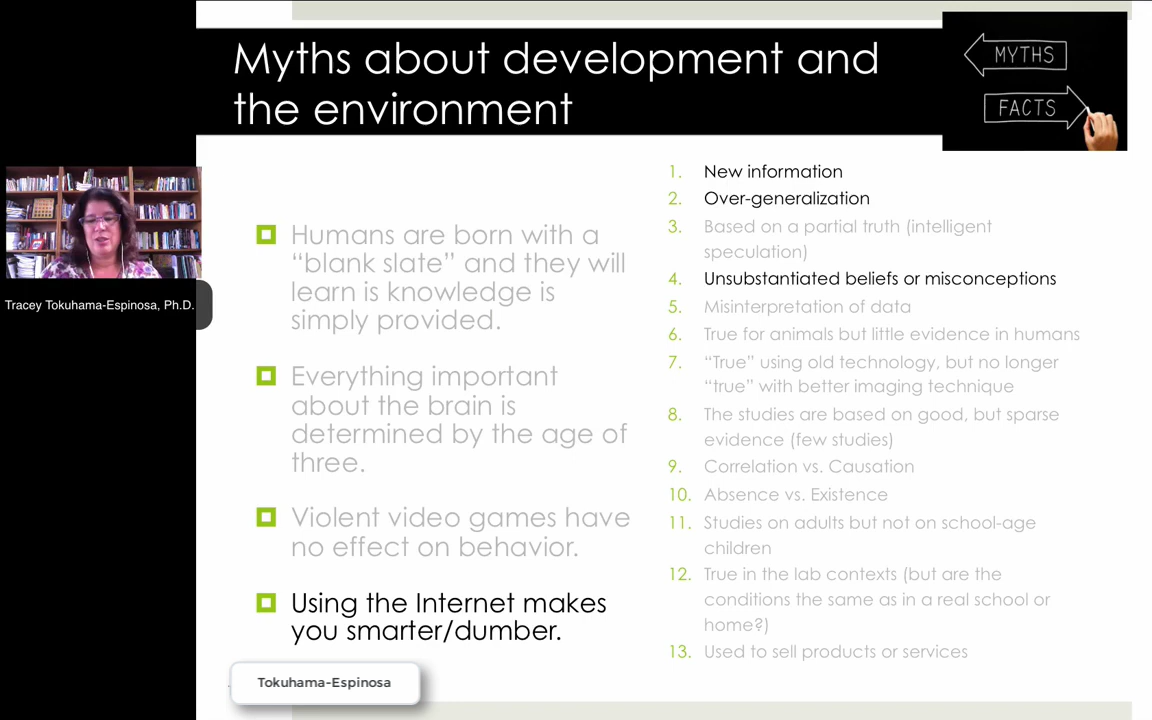 Myths about development and
the environment
MYTHS
FACTS
Tracey Tokuhama-Espinosa, Ph.D.
Humans are born with a
“blank slate” and they will
learn is knowledge is
simply provided.
Everything important
about the brain is
determined by the age of
three.
Violent video games have
no effect on behavior.
Using the Internet makes
you smarter/dumber.
Tokuhama-Espinosa
1. New information
2. Over-generalization
3. Based on a partial truth (intelligent
speculation)
4. Unsubstantiated beliefs or misconceptions
5. Misinterpretation of data
6. True for animals but little evidence in humans
7. “True” using old technology, but no longer
“true” with better imaging technique
8. The studies are based on good, but sparse
evidence (few studies)
9. Correlation vs. Causation
10. Absence vs. Existence
11. Studies on adults but not on school-age
children
12. True in the lab contexts (but are the
conditions the same as in a real school or
home?)
13. Used to sell products or services